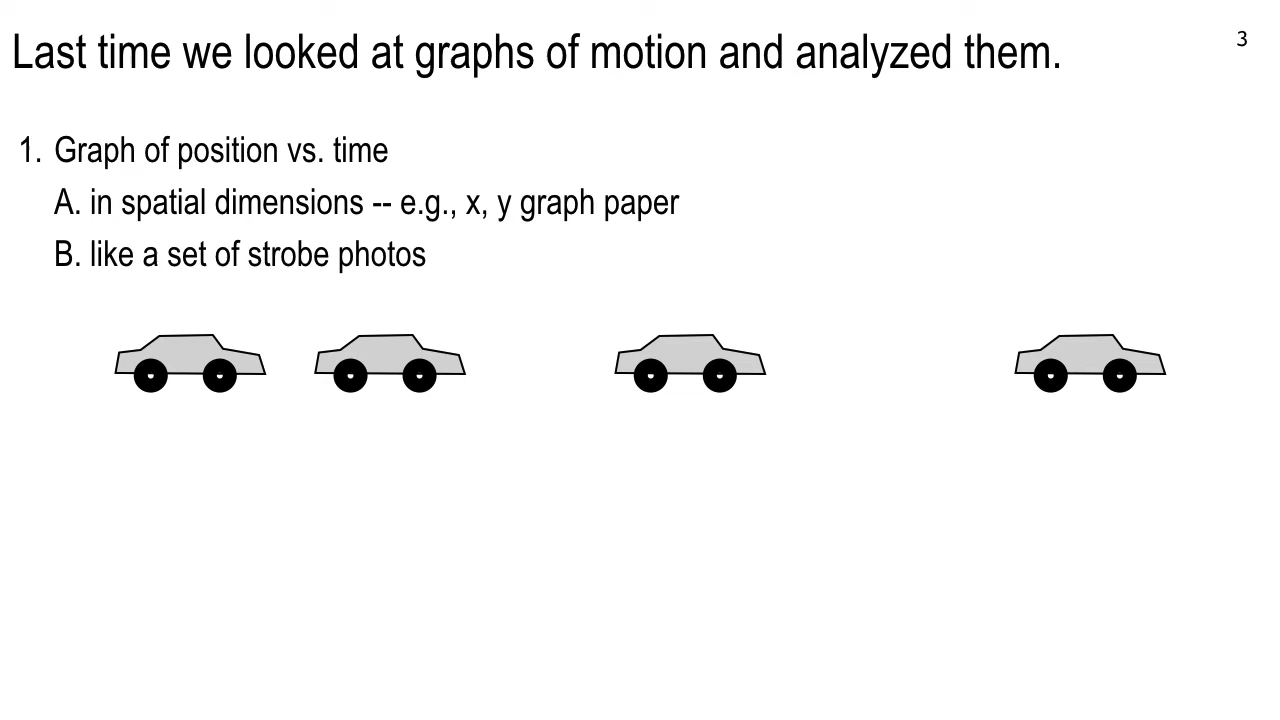 Last time we looked at graphs of motion and analyzed them.
3
1. Graph of position vs. time
A. in spatial dimensions -- e.g., x, y graph paper
B. like a set of strobe photos